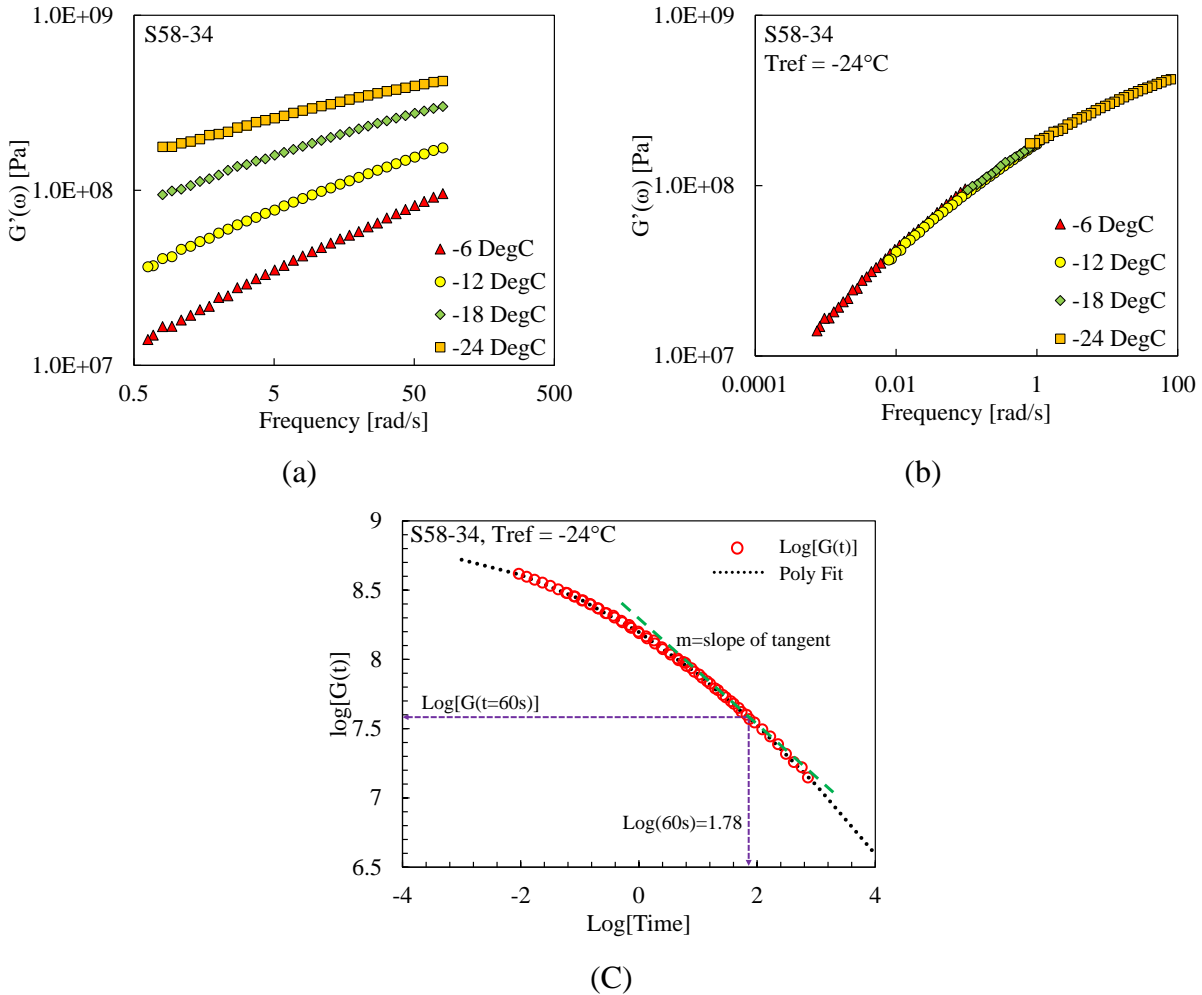 1.0E+09
S58-34
1.0E+08
1.0E+07
G’(ω) [Pa]
-6 DegC
-12 DegC
-18 DegC
-24 DegC
0.5
5
50
500
Frequency [rad/s]
(a)
1.0E+09
S58-34
Tref = -24°C
1.0E+08
1.0E+07
G’(ω) [Pa]
-6 DegC
-12 DegC
-18 DegC
-24 DegC
0.0001
0.01
1
100
Frequency [rad/s]
(b)
9
S58-34, Tref = -24°C
Log[G(t)]
Poly Fit
8.5
m=slope of tangent
8
log[G(t)]
Log[G(t=60s)]
7.5
7
Log(60s)=1.78
6.5
-4
-2
0
2
4
Log[Time]
(C)